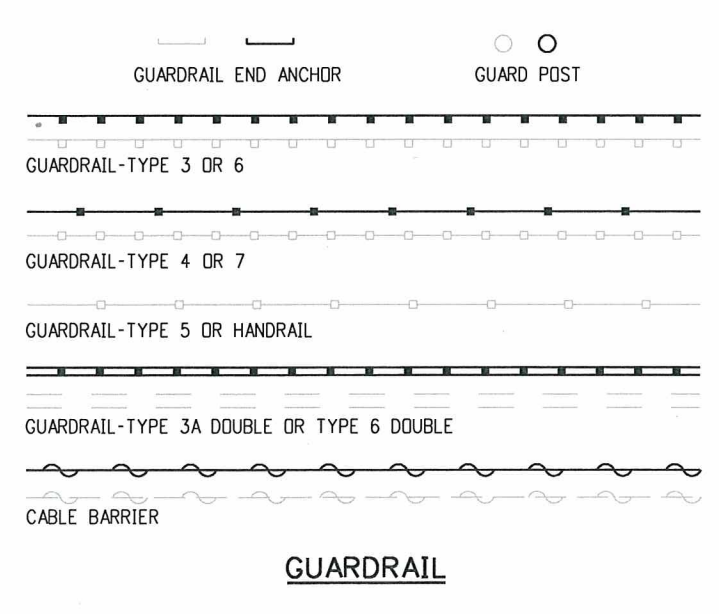 GUARDRAIL END ANCHOR
GUARD POST
GUARDRAIL-TYPE 3 OR 6
GUARDRAIL-TYPE 4 OR 7
GUARDRAIL-TYPE 5 OR HANDRAIL
GUARDRAIL-TYPE 3A DOUBLE OR TYPE 6 DOUBLE
CABLE BARRIER
GUARDRAIL